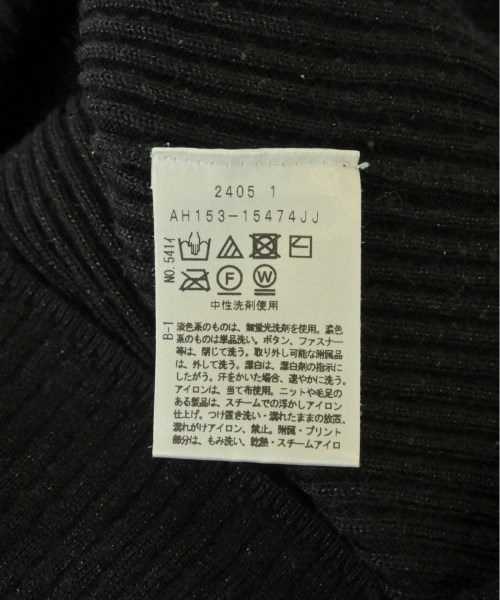 2405 1
AH153-15474JJ
NO.5414
F
W
中性洗剤使用
B-1
淡色系のものは、無蛍光洗剤を使用。濃色
系のものは単品洗い。ボタン、ファスナー
等は、閉じて洗う。取り外し可能な附属品
は、外して洗う。漂白は、漂白剤の指示に
したがう。汗をかいた場合、速やかに洗う。
アイロンは、当て布使用。ニットや毛足の
ある製品は、スチームでの浮かしアイロン
仕上げ。つけ置き洗い・濡れたままの放置、
濡れがけアイロン、禁止。附属・プリント
部分は、もみ洗い、乾熱・スチームアイロ